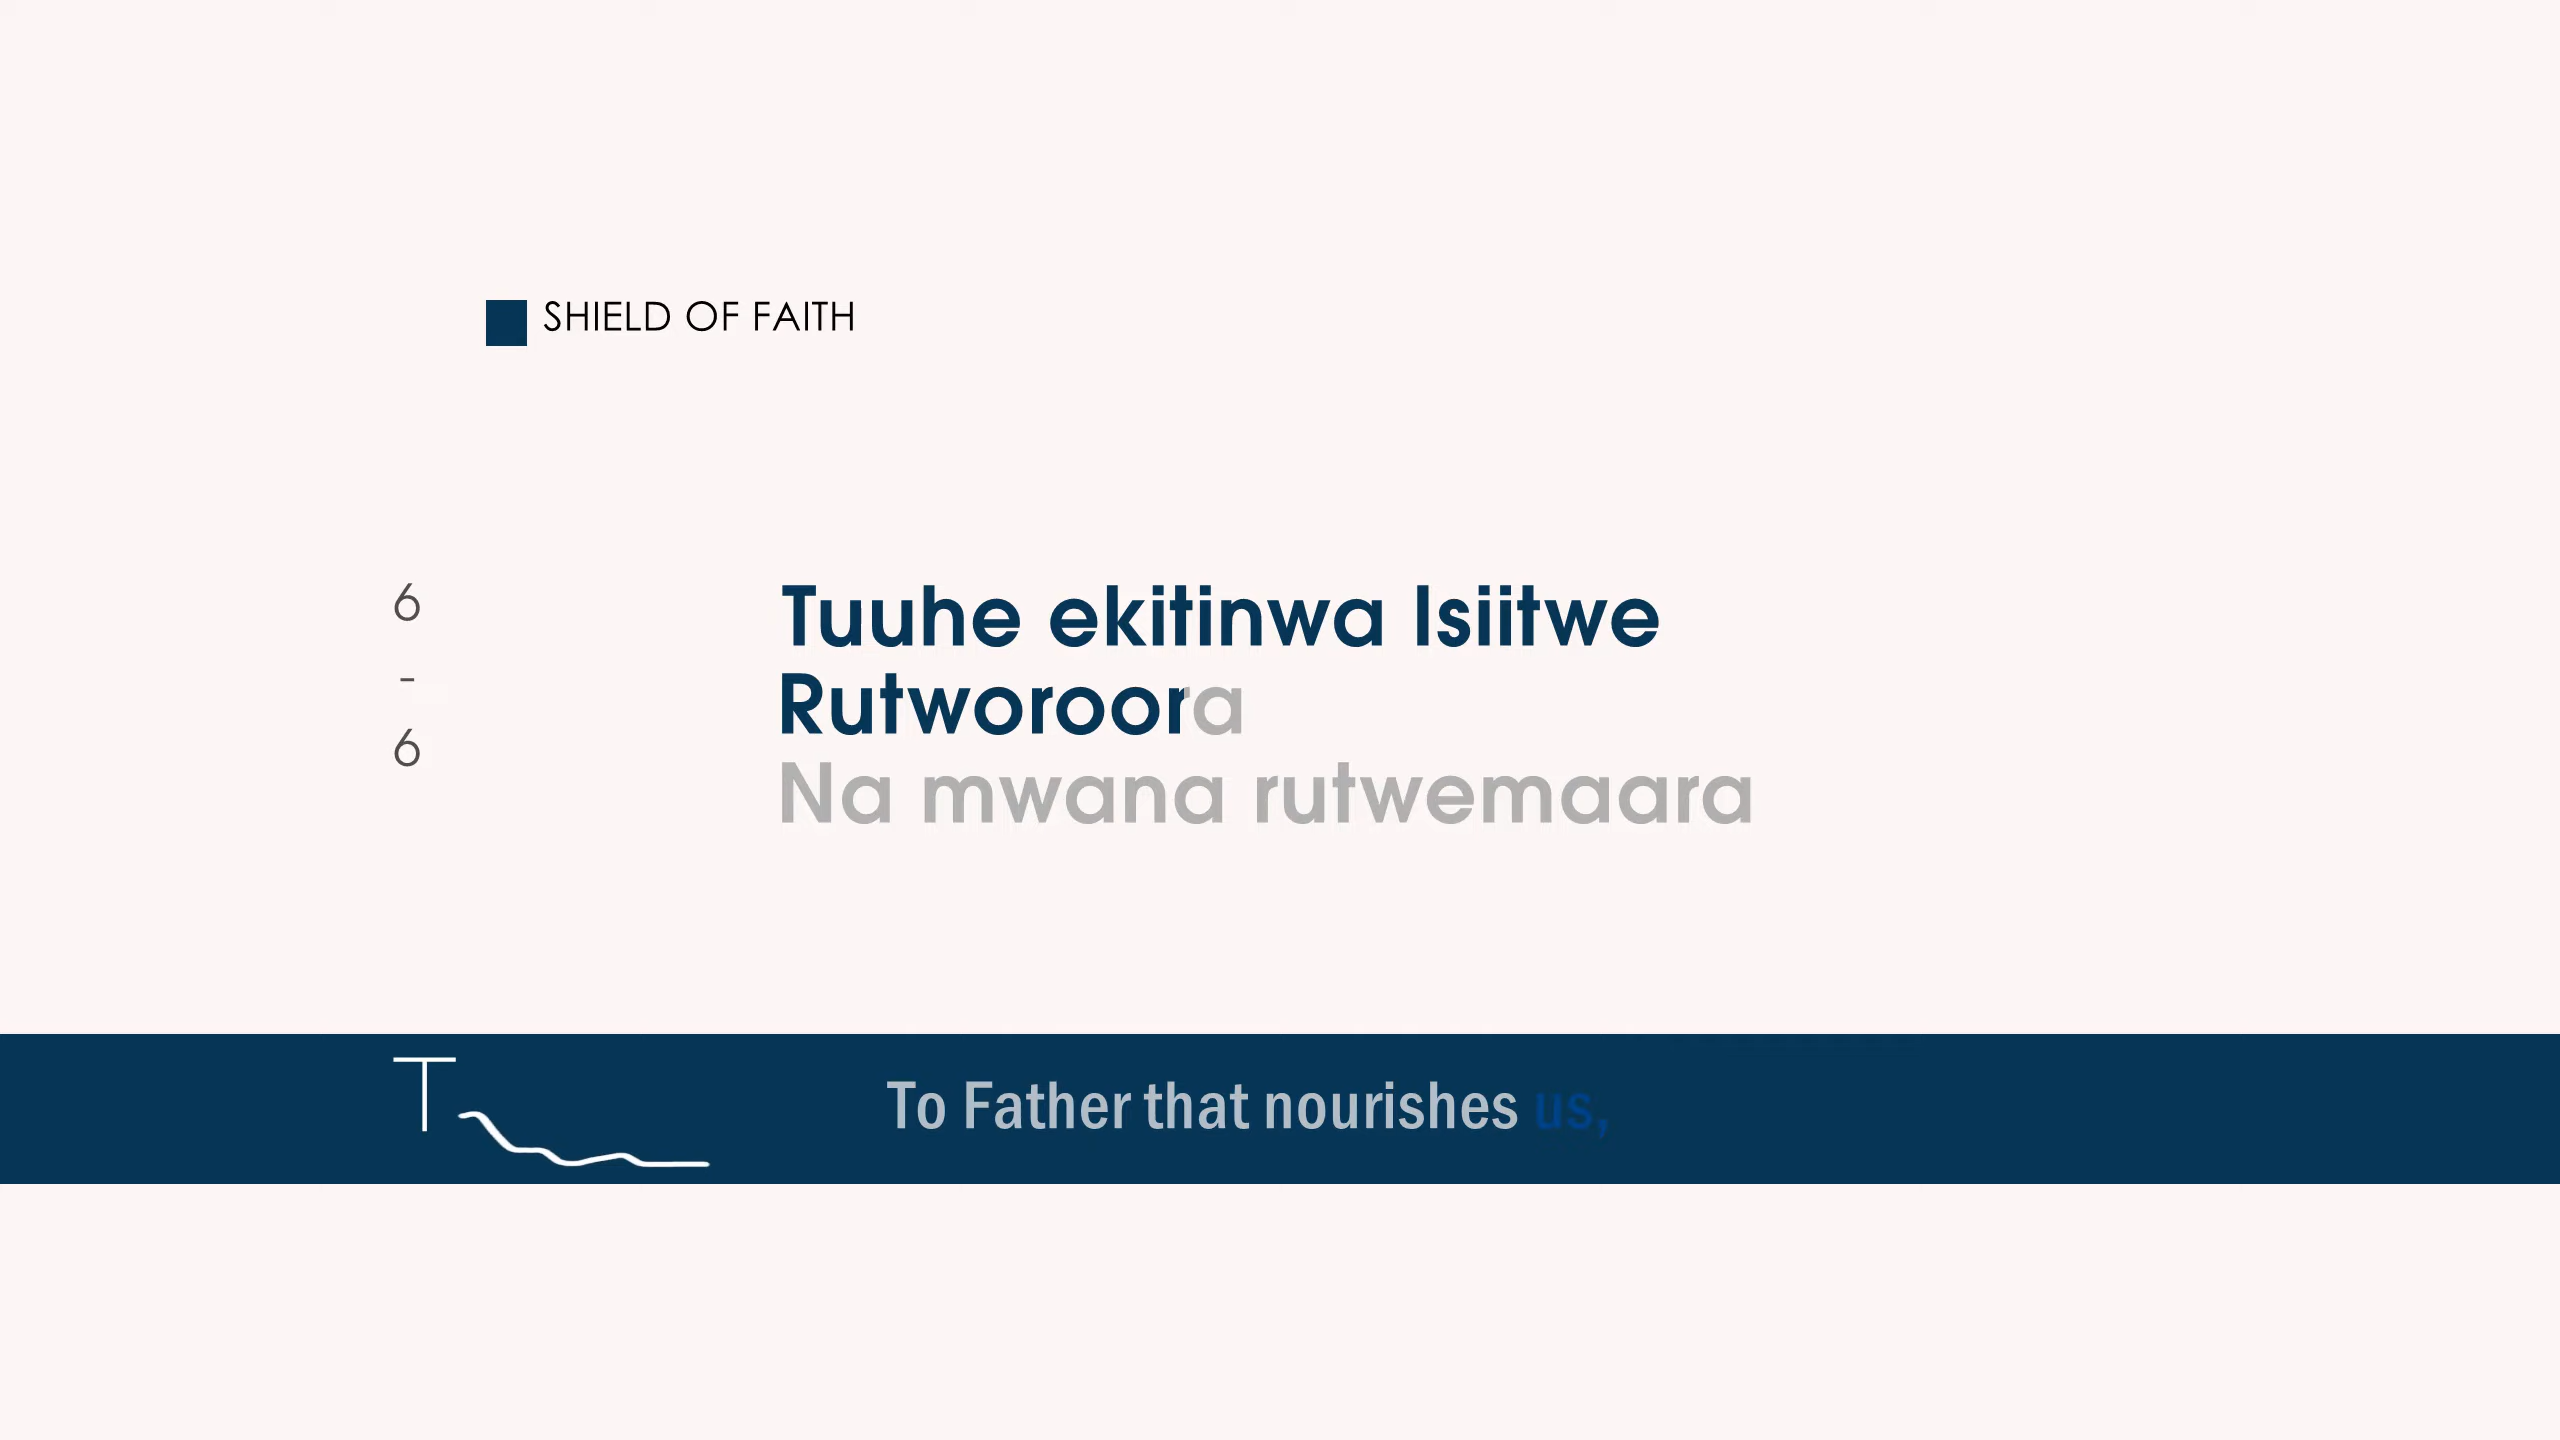 SHIELD OF FAITH
6
-
6
Tuuhe ekitinwa Isiitwe
Rutworoora
Na mwana rutwemaara
T
To Father that nourishes us,